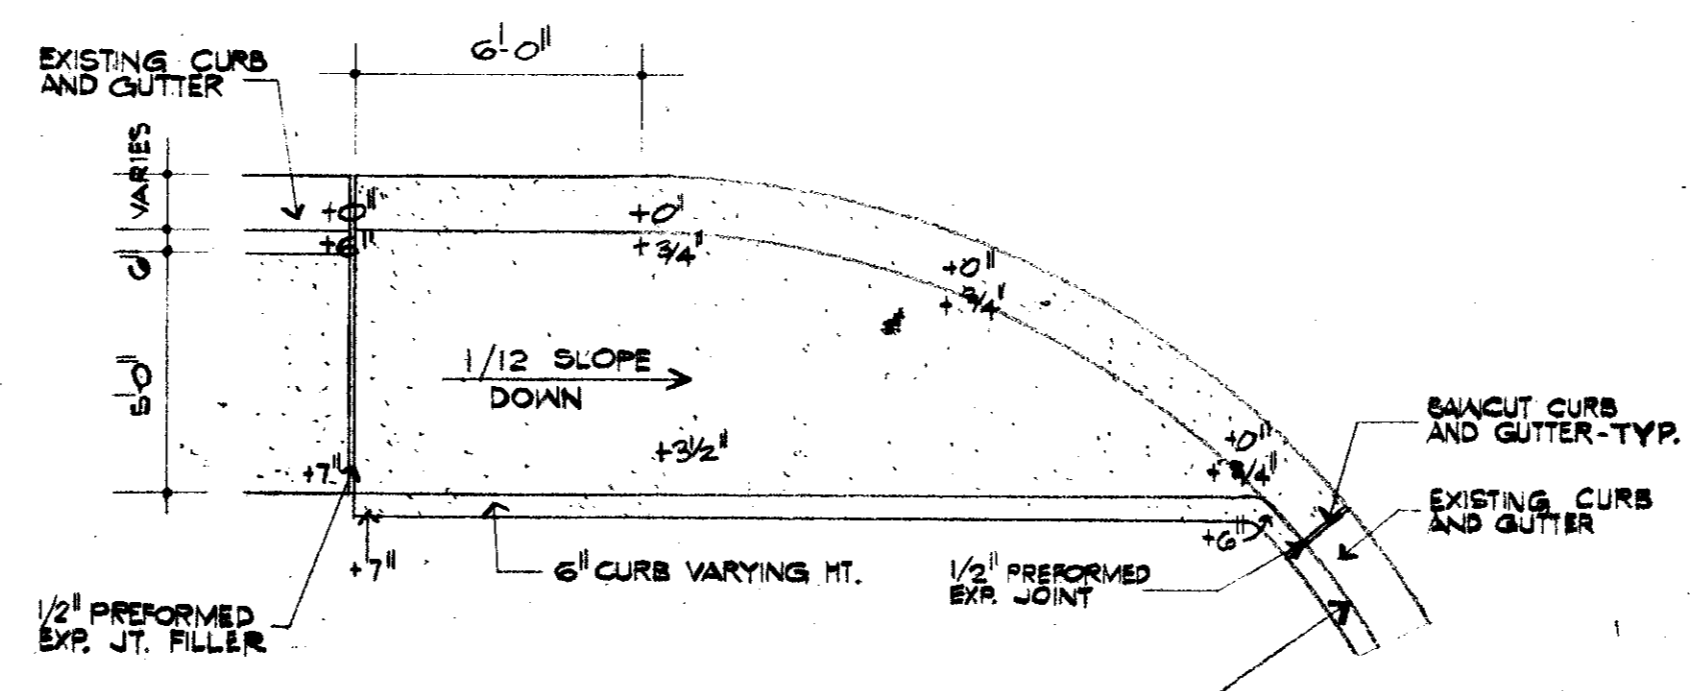 6'-0"
EXISTING CURB
AND GUTTER
VARIES
6"
5'-0"
+0"
+6"
+0"
+3/4"
+0"
+3/4"
1/12 SLOPE
DOWN
+3½"
+7"
+0"
+3/4"
SAWCUT CURB
AND GUTTER-TYP.
EXISTING CURB
AND GUTTER
+6"
+7"
6" CURB VARYING HT.
1/2" PREFORMED
EXP. JOINT
1/2" PREFORMED
EXP. JT. FILLER